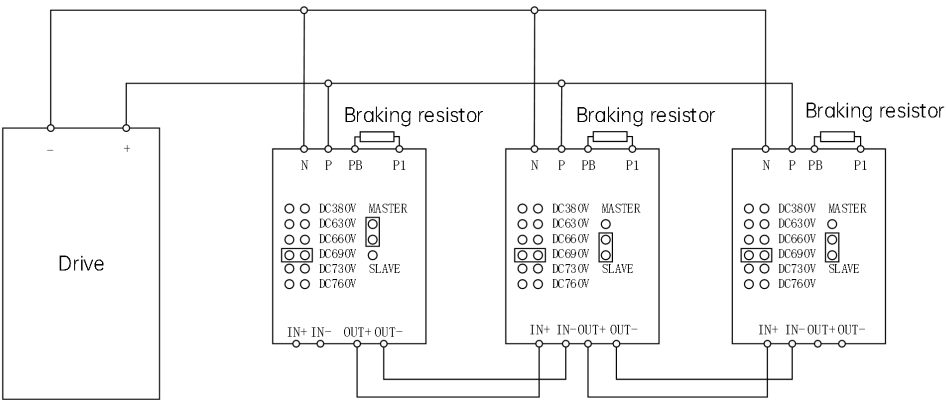 Braking resistor
Braking resistor
Braking resistor
- +
N P PB P1
N P PB P1
N P PB P1
Drive
DC380V MASTER
DC630V
DC660V
DC690V
DC730V SLAVE
DC760V
IN+ IN- OUT+ OUT-
DC380V MASTER
DC630V
DC660V
DC690V
DC730V SLAVE
DC760V
IN+ IN- OUT+ OUT-
DC380V MASTER
DC630V
DC660V
DC690V
DC730V SLAVE
DC760V
IN+ IN- OUT+ OUT-